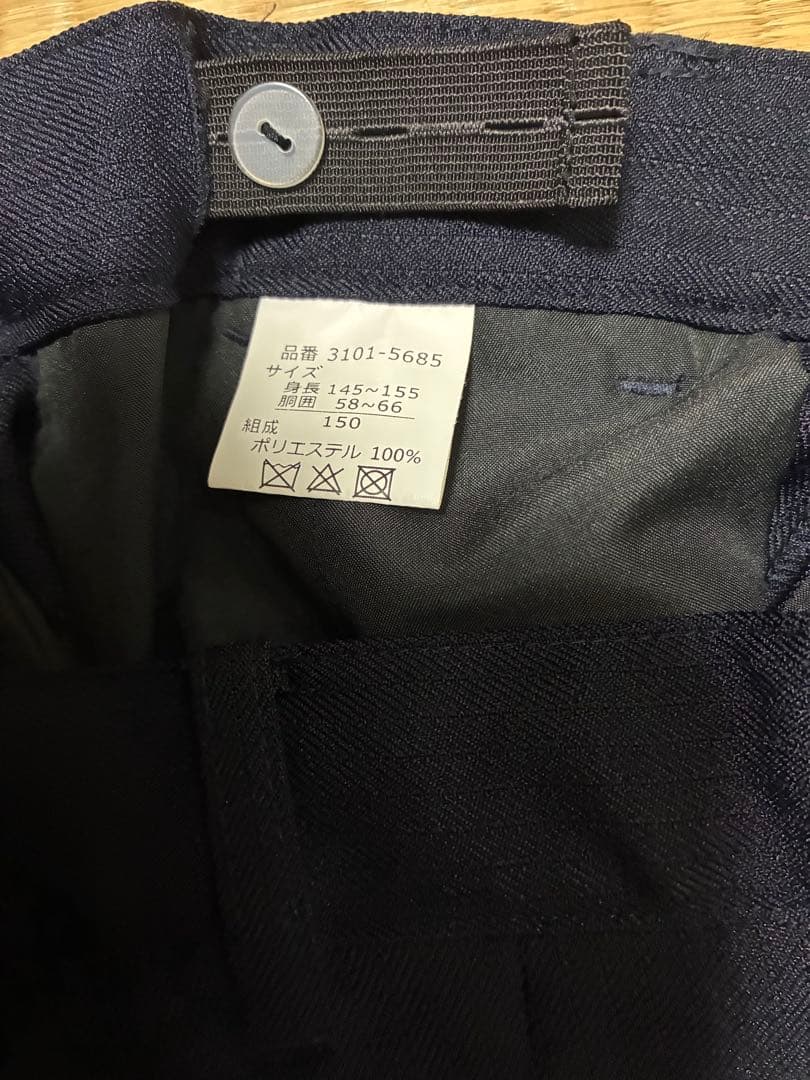 品番 3101-5685
サイズ
身長 145~155
胴囲 58~66
150
組成
ポリエステル 100%